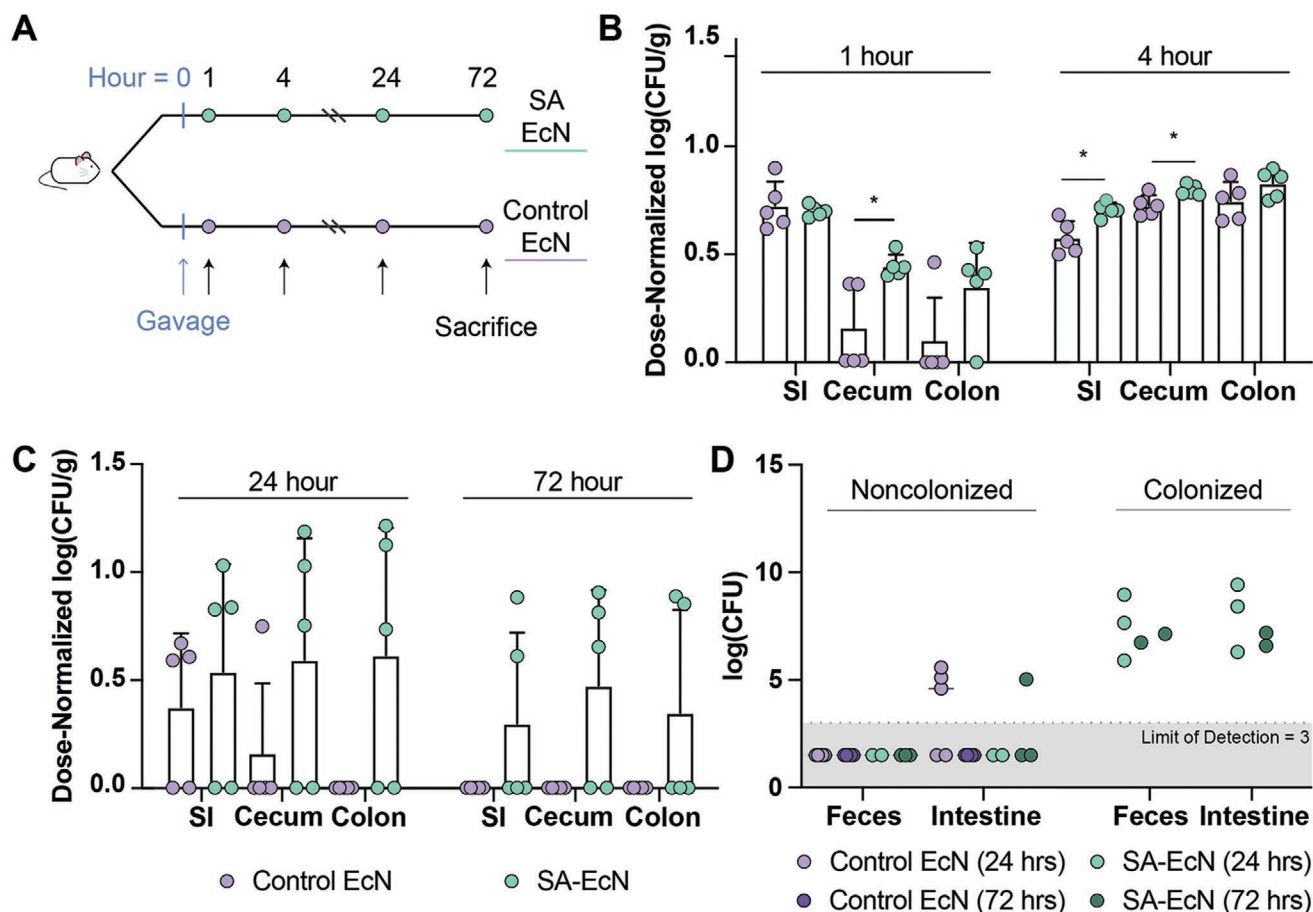 A
Hour = 0 1 4 24 72
SA
EcN
Control
EcN
Gavage
Sacrifice
B
Dose-Normalized log(CFU/g)
1.5
1.0
0.5
0.0
1 hour
4 hour
*
*
*
SI Cecum Colon
SI Cecum Colon
C
Dose-Normalized log(CFU/g)
1.5
1.0
0.5
0.0
24 hour
72 hour
SI Cecum Colon
SI Cecum Colon
Control EcN
SA-EcN
D
log(CFU)
15
10
5
0
Noncolonized
Colonized
Limit of Detection = 3
Feces Intestine
Feces Intestine
Control EcN (24 hrs)
SA-EcN (24 hrs)
Control EcN (72 hrs)
SA-EcN (72 hrs)